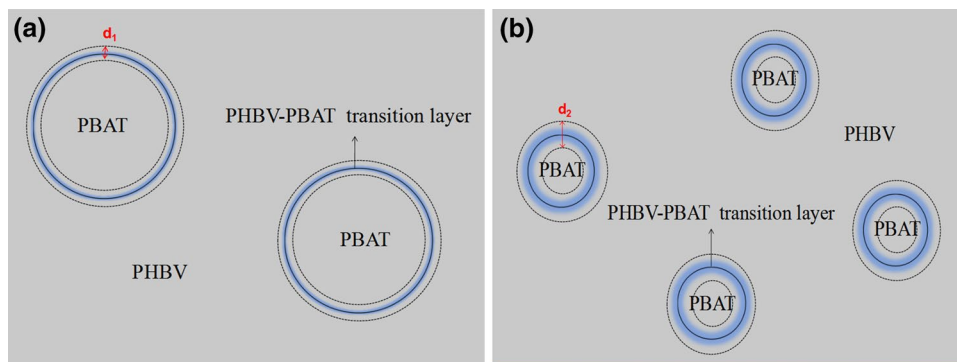 (a)
d1
PBAT
PHBV-PBAT transition layer
PBAT
PHBV
(b)
PBAT
d2
PHBV
PBAT
PHBV-PBAT transition layer
PBAT
PBAT